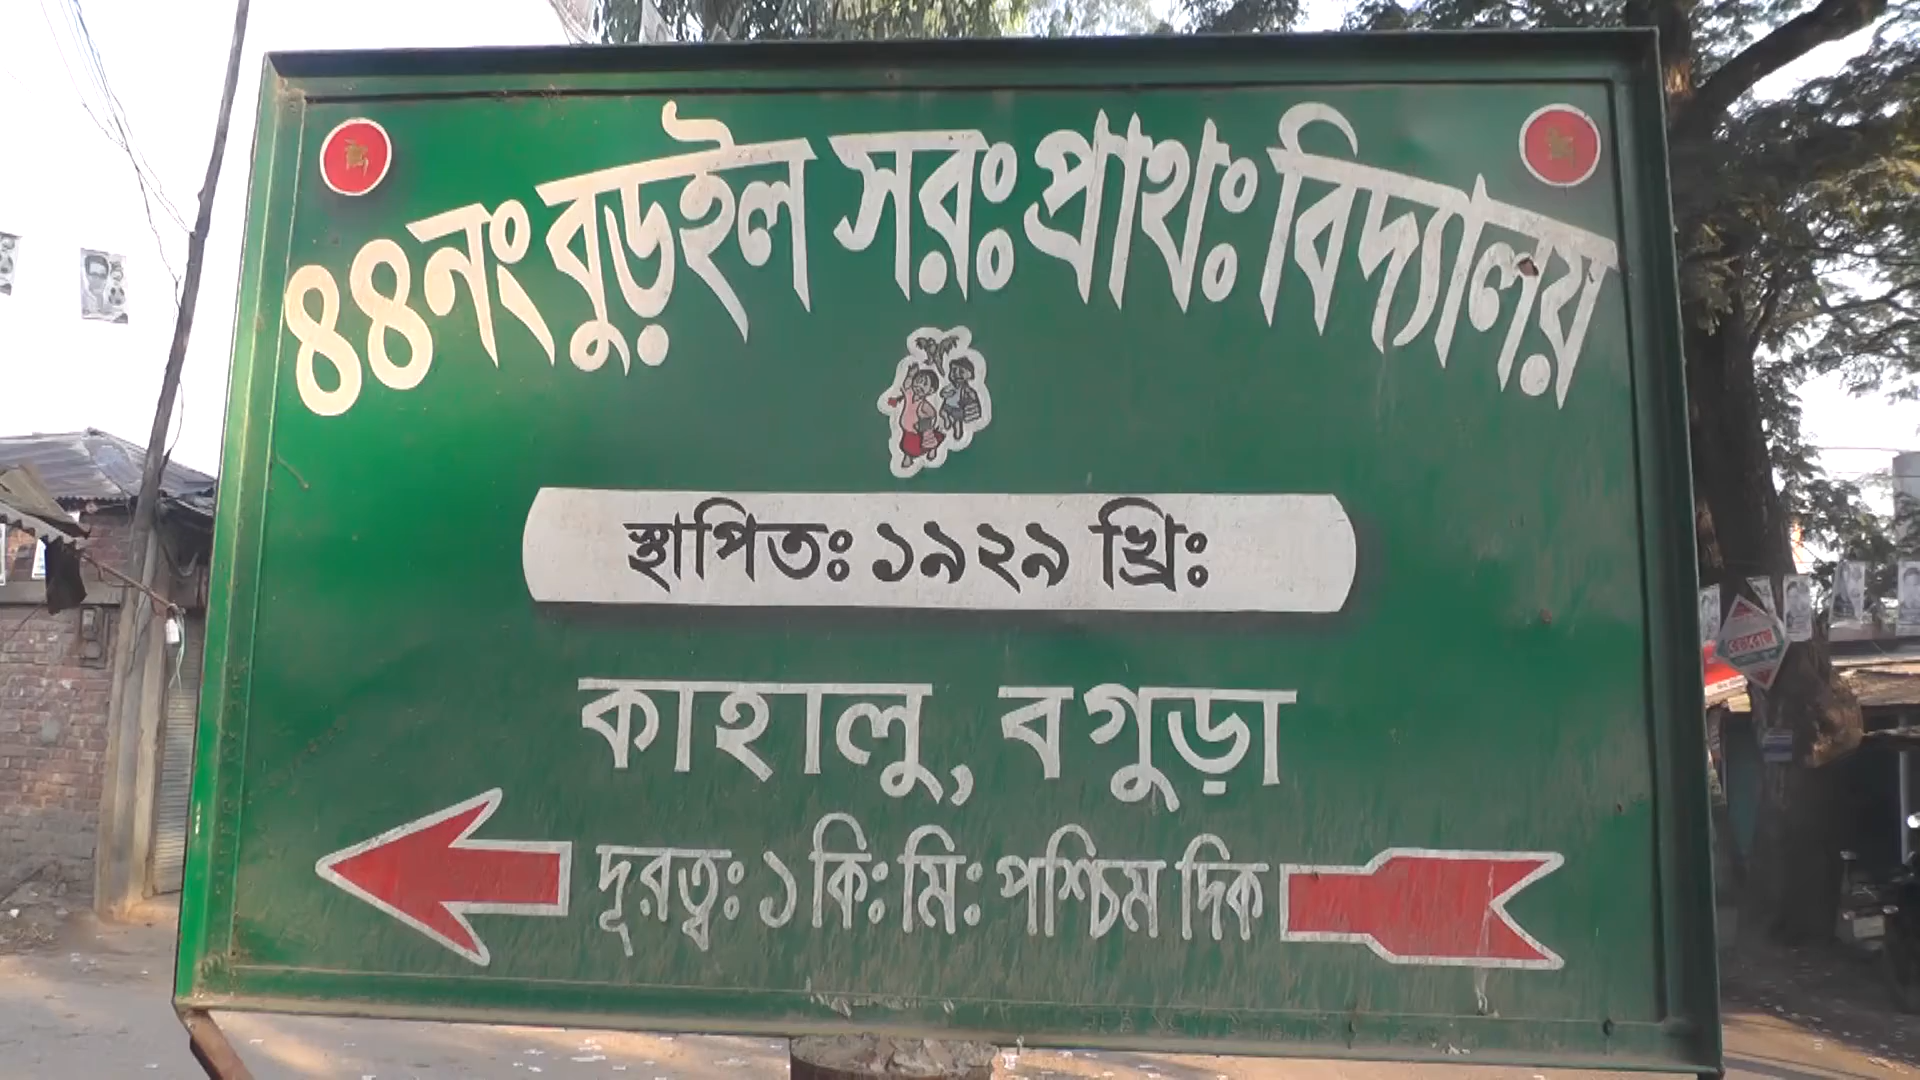 ৪৪নং বুড়ইল সরঃ প্রাথঃ বিদ্যালয়
স্থাপিতঃ ১৯২৯ খ্রিঃ
কাহালু, বগুড়া
দূরত্বঃ ১ কিঃ মিঃ পশ্চিম দিক